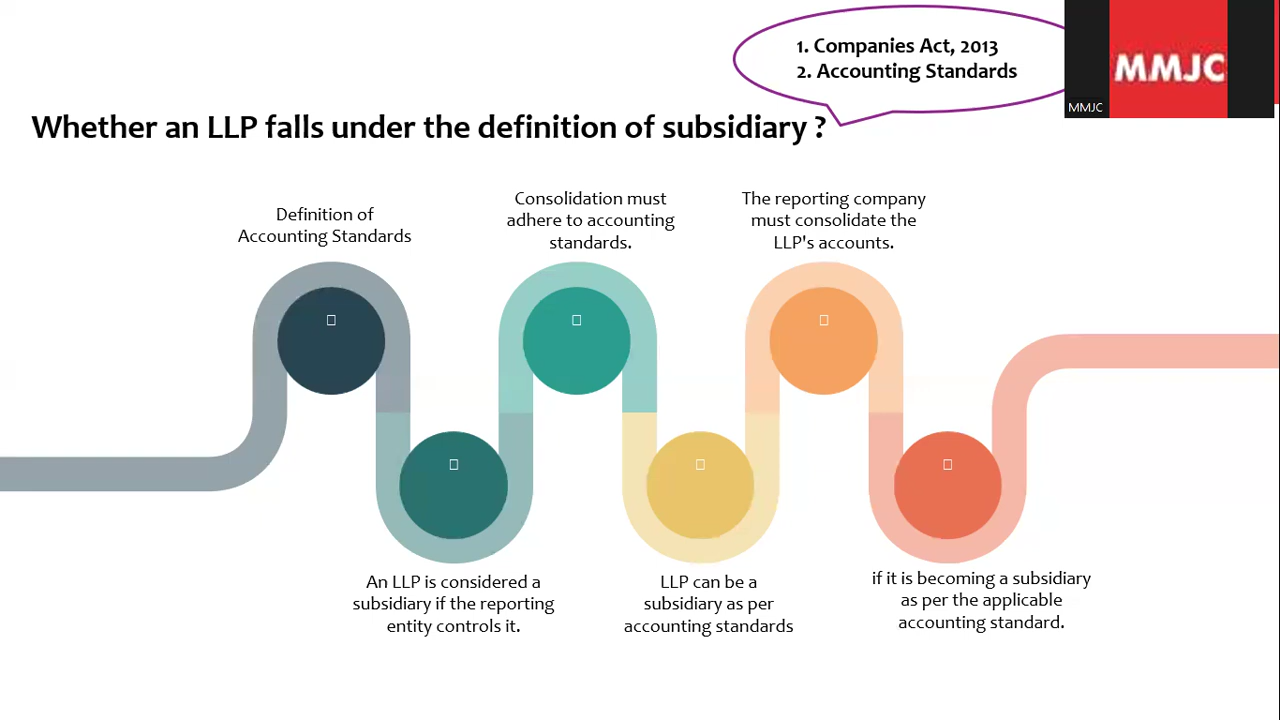 1. Companies Act, 2013
2. Accounting Standards
MMJC
MMJC
Whether an LLP falls under the definition of subsidiary ?
Definition of
Accounting Standards
An LLP is considered a
subsidiary if the reporting
entity controls it.
Consolidation must
adhere to accounting
standards.
LLP can be a
subsidiary as per
accounting standards
The reporting company
must consolidate the
LLP's accounts.
if it is becoming a subsidiary
as per the applicable
accounting standard.